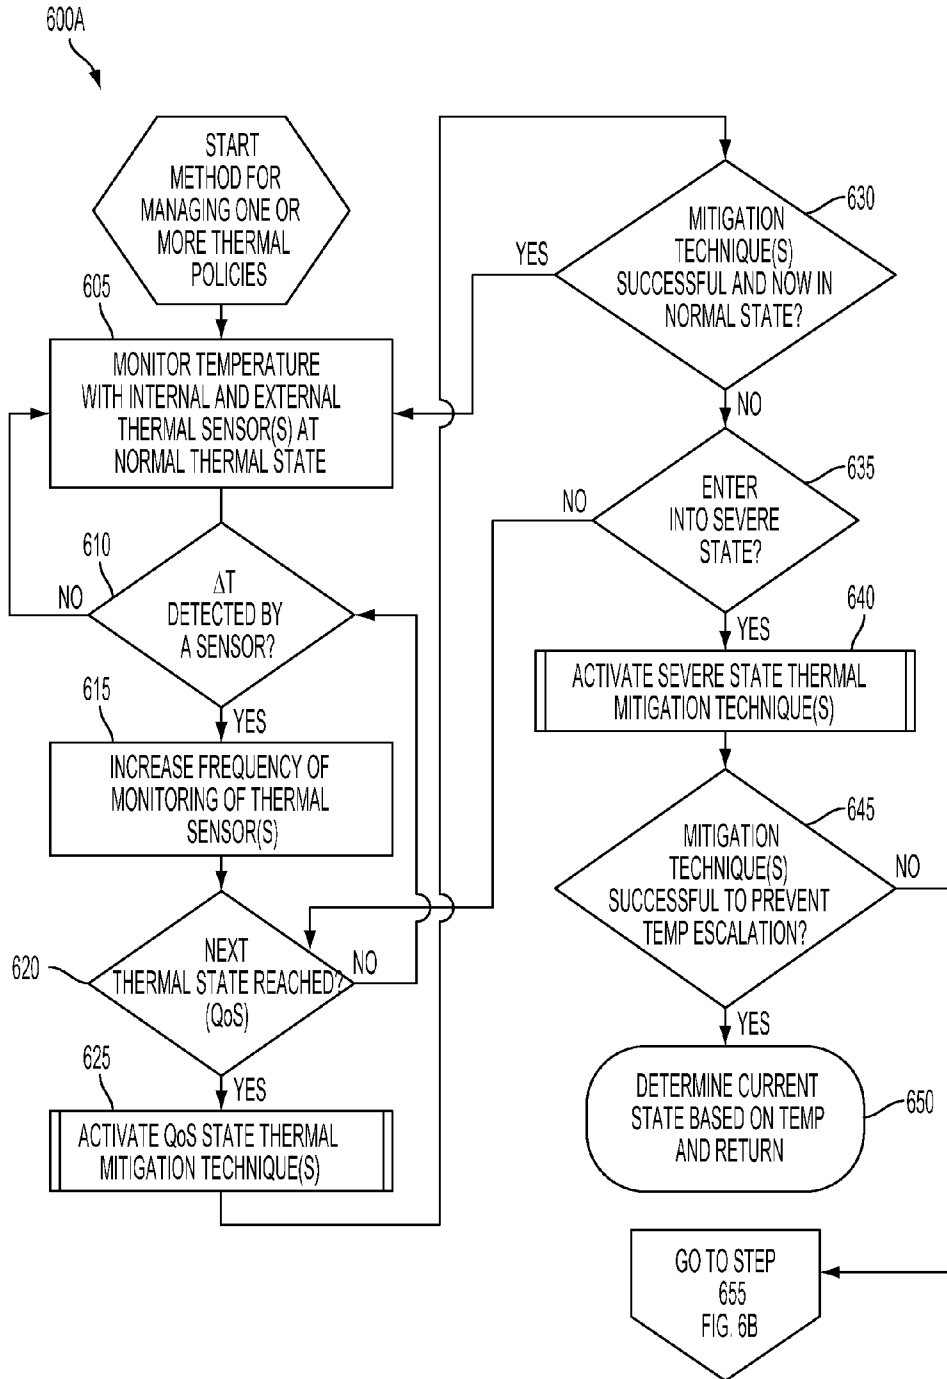 600A
START
METHOD FOR
MANAGING ONE OR
MORE THERMAL
POLICIES
605
MONITOR TEMPERATURE
WITH INTERNAL AND EXTERNAL
THERMAL SENSOR(S) AT
NORMAL THERMAL STATE
610
NO
ΔT
DETECTED BY
A SENSOR?
YES
615
INCREASE FREQUENCY OF
MONITORING OF THERMAL
SENSOR(S)
620
NEXT
THERMAL STATE REACHED?
(QoS)
NO
YES
625
ACTIVATE QoS STATE THERMAL
MITIGATION TECHNIQUE(S)
630
YES
MITIGATION
TECHNIQUE(S)
SUCCESSFUL AND NOW IN
NORMAL STATE?
NO
635
NO
ENTER
INTO SEVERE
STATE?
YES
640
ACTIVATE SEVERE STATE THERMAL
MITIGATION TECHNIQUE(S)
645
MITIGATION
TECHNIQUE(S)
SUCCESSFUL TO PREVENT
TEMP ESCALATION?
NO
YES
DETERMINE CURRENT
STATE BASED ON TEMP
AND RETURN
650
GO TO STEP
655
FIG. 6B